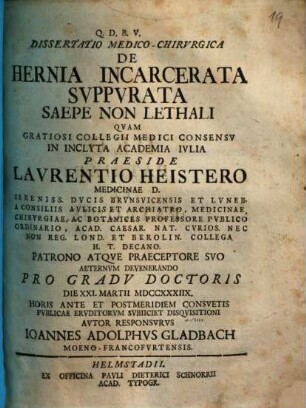 19
Q. D. B. V.
DISSERTATIO MEDICO-CHIRVRGICA
DE
HERNIA INCARCERATA
SVPPVRATA
SAEPE NON LETHALI
QVAM
GRATIOSI COLLEGII MEDICI CONSENSV
IN INCLYTA ACADEMIA IVLIA
PRAESIDE
LAVRENTIO HEISTERO
MEDICINAE D.
SERENISS. DVCIS BRVNSVICENSIS ET LVNEB.
A CONSILIIS AVLICIS ET ARCHIATRO, MEDICINAE,
CHIRVRGIAE, AC BOTANICES PROFESSORE PVBLICO
ORDINARIO, ACAD. CAESAR. NAT. CVRIOS. NEC
NON REG. LOND. ET BEROLIN. COLLEGA
H. T. DECANO.
PATRONO ATQVE PRAECEPTORE SVO
AETERNVM DEVENERANDO
PRO GRADV DOCTORIS
DIE XXI. MARTII MDCCXXXIIX.
HORIS ANTE ET POSTMERIDIEM CONSVETIS
PVBLICAE ERVDITORVM SVBIICIET DISQVISITIONI
AVTOR RESPONSVRVS
IOANNES ADOLPHVS GLADBACH
MOENO-FRANCOFVRTENSIS.
HELMSTADII,
EX OFFICINA PAVLI DIETERICI SCHNORRII
ACAD. TYPOGR.